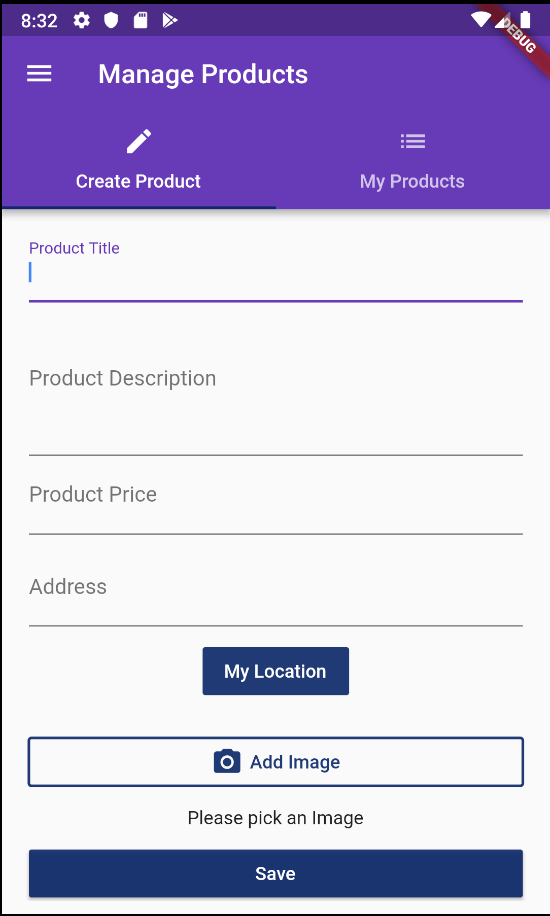 8:32
DEBUG
Manage Products
Create Product
My Products
Product Title
Product Description
Product Price
Address
My Location
Add Image
Please pick an Image
Save